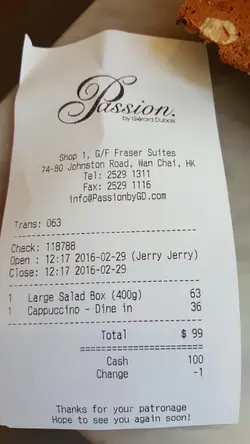 Passion.
by Gérard Dubois
Shop 1, G/F Fraser Suites
74-80 Johnston Road, Wan Chai, HK
Tel: 2529 1311
Fax: 2529 1116
info@PassionbyGD.com
Trans: 063
Check: 118788
Open : 12:17 2016-02-29 (Jerry Jerry)
Close: 12:17 2016-02-29
1 Large Salad Box (400g) 63
1 Cappuccino - Dine in 36
Total $ 99
Cash 100
Change -1
Thanks for your patronage
Hope to see you again soon!